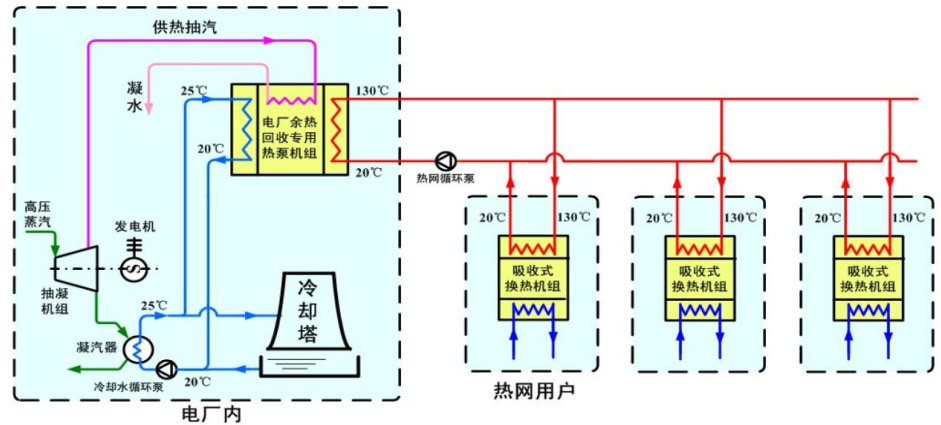 供热抽汽
凝
水
25℃
130℃
电厂余热
回收专用
热泵机组
20℃
20℃
热网循环泵
高压
蒸汽
发电机
S
抽凝
机组
25℃
冷
却
塔
凝汽器
冷却水循环泵
20℃
电厂内
20℃
130℃
吸收式
换热机组
20℃
130℃
吸收式
换热机组
20℃
130℃
吸收式
换热机组
热网用户